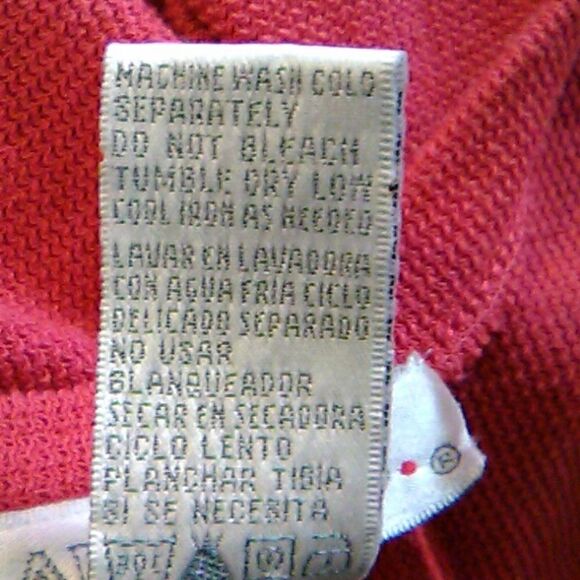 MACHINE WASH COLD
SEPARATELY
DO NOT BLEACH
TUMBLE DRY LOW
COOL IRON AS NEEDED
LAVAR EN LAVADORA
CON AGUA FRIA CICLO
DELICADO SEPARADO
NO USAR
BLANQUEADOR
SECAR EN SECADORA
CICLO LENTO
PLANCHAR TIBIA
SI SE NECESITA
®